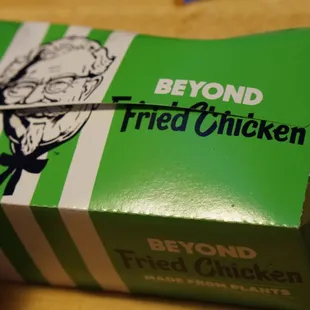 BEYOND
Fried Chicken
BEYOND
Fried Chicken
MADE FROM PLANTS